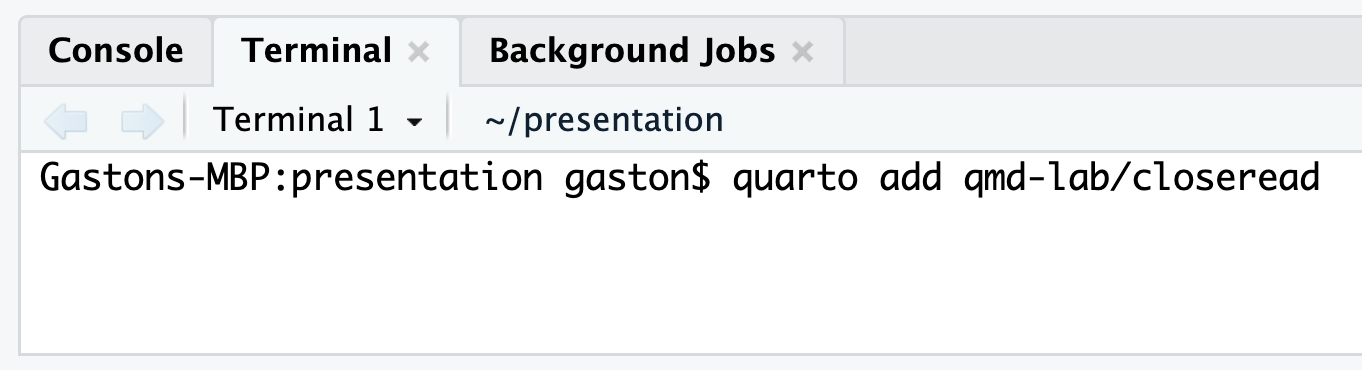 Console Terminal Background Jobs
Terminal 1 ~/presentation
Gastons-MBP:presentation gaston$ quarto add qmd-lab/closeread